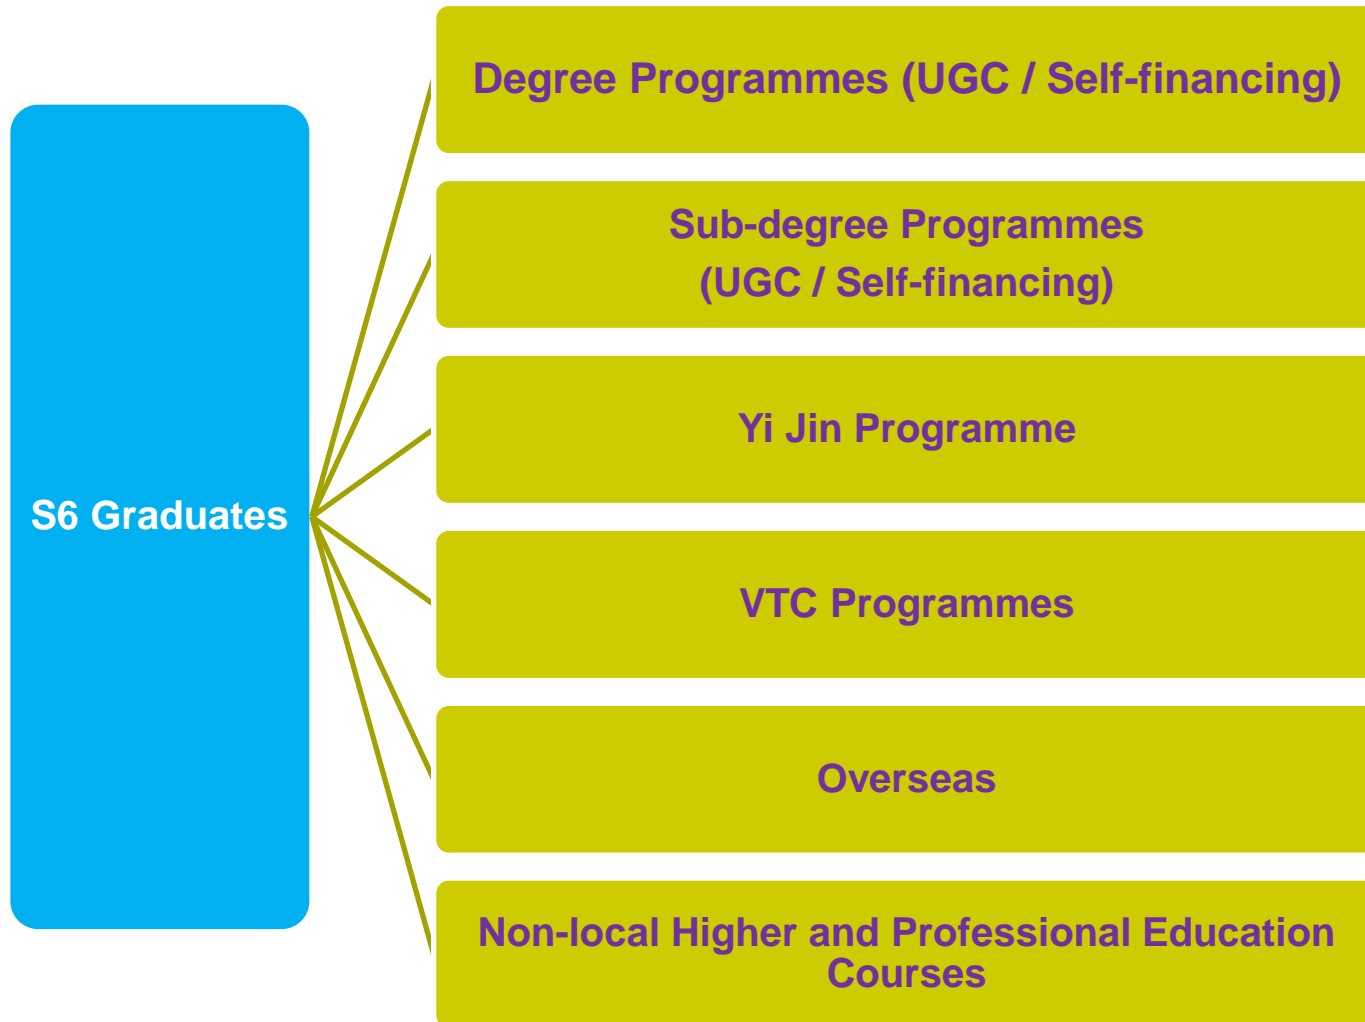 Degree Programmes (UGC / Self-financing)
Sub-degree Programmes
(UGC / Self-financing)
Yi Jin Programme
S6 Graduates
VTC Programmes
Overseas
Non-local Higher and Professional Education
Courses